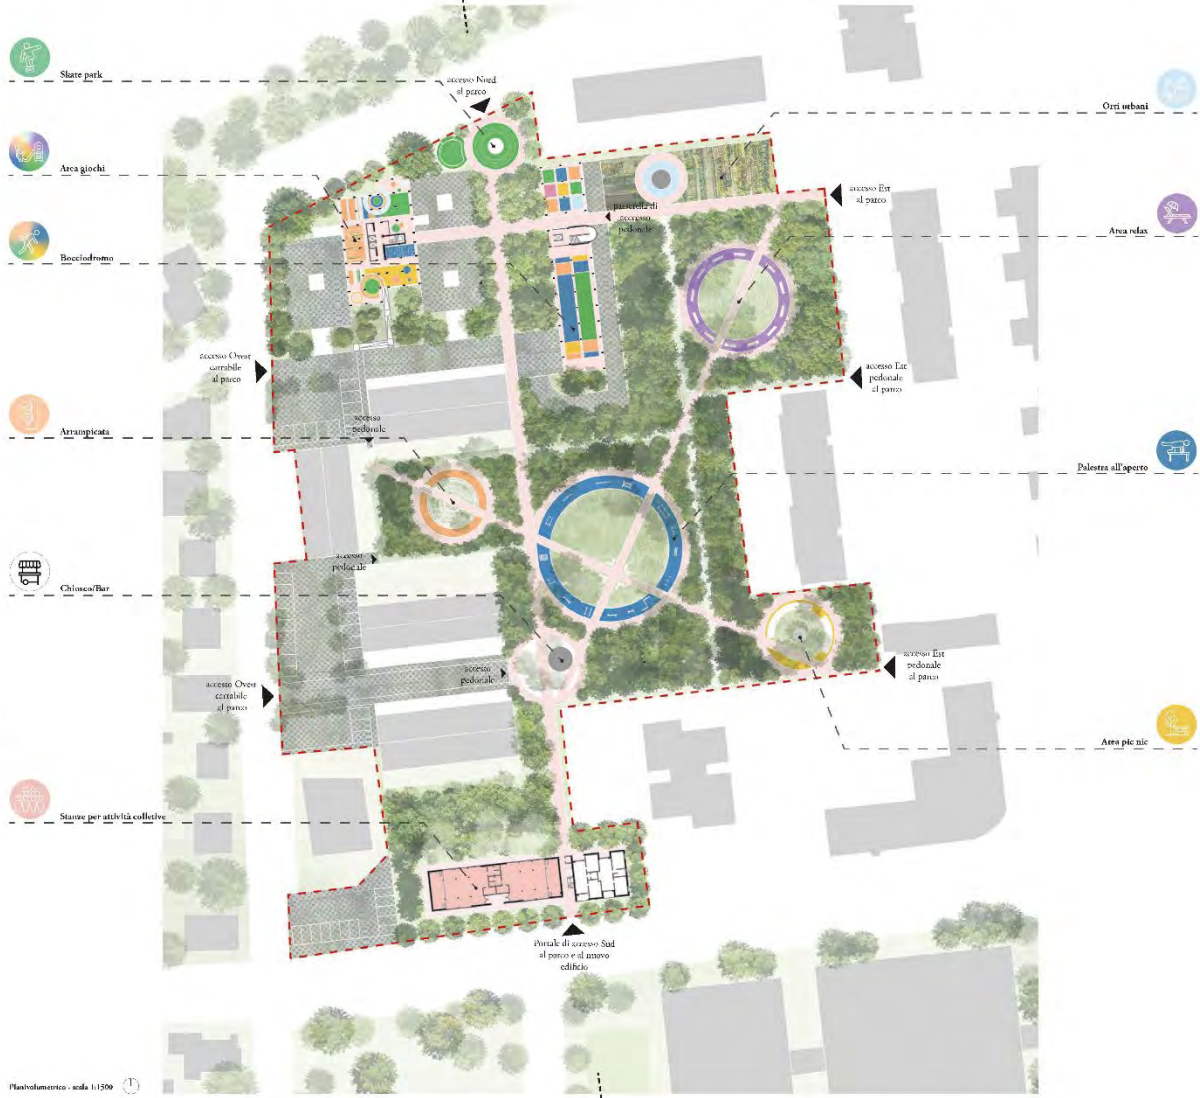 Skate park
accesso Nord
al parco
Orti urbani
Area giochi
accesso Est
al parco
passerella di
accesso
pedonale
Area relax
Bocciodromo
accesso Ovest
carrabile
al parco
accesso Est
pedonale
al parco
accesso
pedonale
Arrampicata
Palestra all'aperto
accesso
pedonale
Chiosco/Bar
accesso
pedonale
accesso Est
pedonale
al parco
accesso Ovest
carrabile
al parco
Area pic nic
Stanze per attività colletive
Portale di accesso Sud
al parco e al nuovo
edificio
Planivolumetrico - scala 1:1500